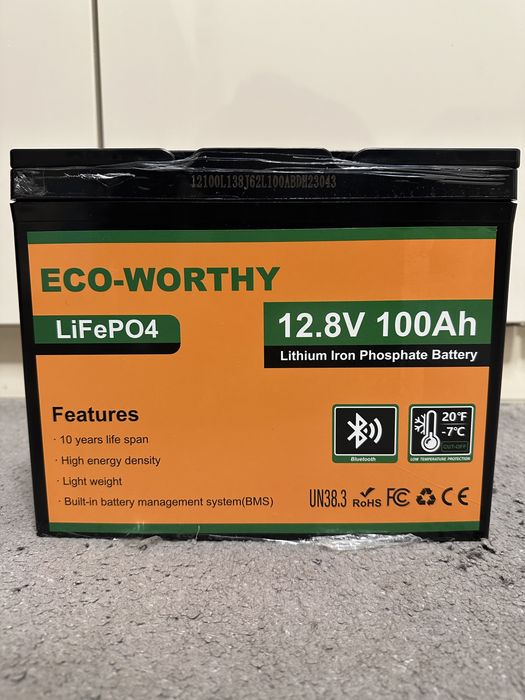 12100L138J62L100ABDH23043
ECO-WORTHY
LiFePO4
12.8V 100Ah
Lithium Iron Phosphate Battery
Features
· 10 years life span
· High energy density
· Light weight
· Built-in battery management system(BMS)
Bluetooth
20°F
-7°C
CUT-OFF
LOW TEMPERATURE PROTECTION
UN38.3 RoHS FC CE